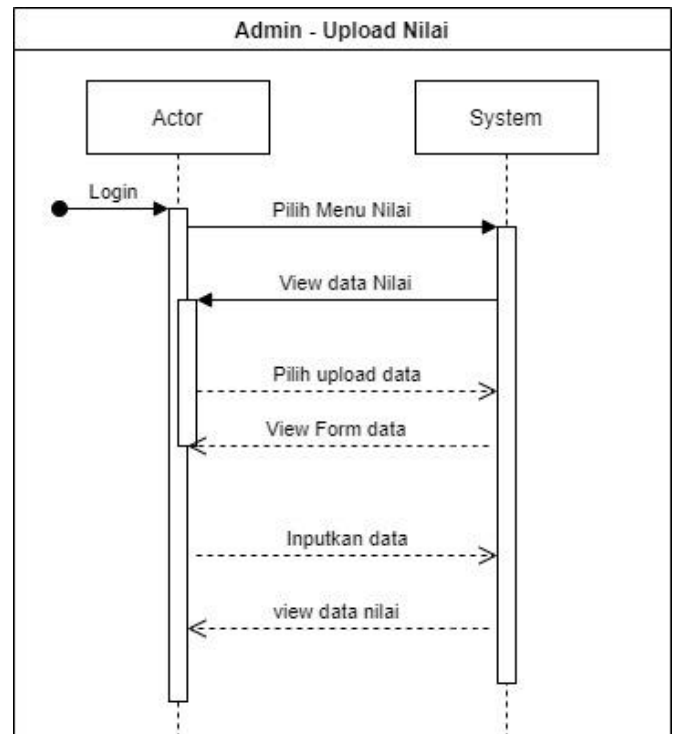 Admin - Upload Nilai
Actor
System
Login
Pilih Menu Nilai
View data Nilai
Pilih upload data
View Form data
Inputkan data
view data nilai